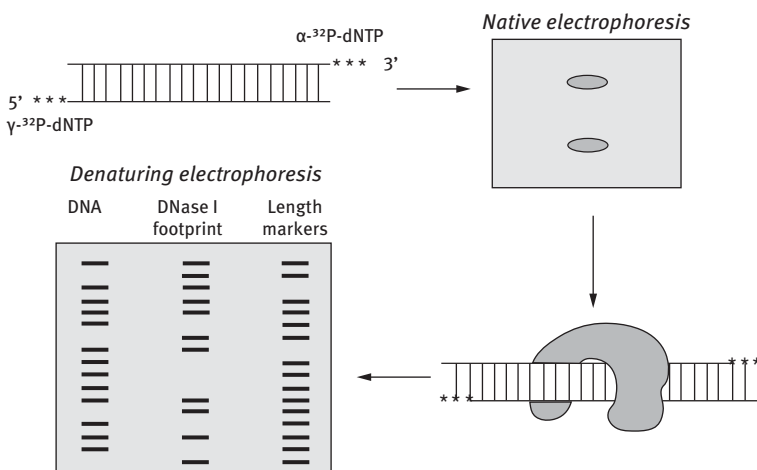 α-³²P-dNTP
* * * 3’
5’ * * *
γ-³²P-dNTP
Native electrophoresis
Denaturing electrophoresis
DNA
DNase I
footprint
Length
markers
***
***